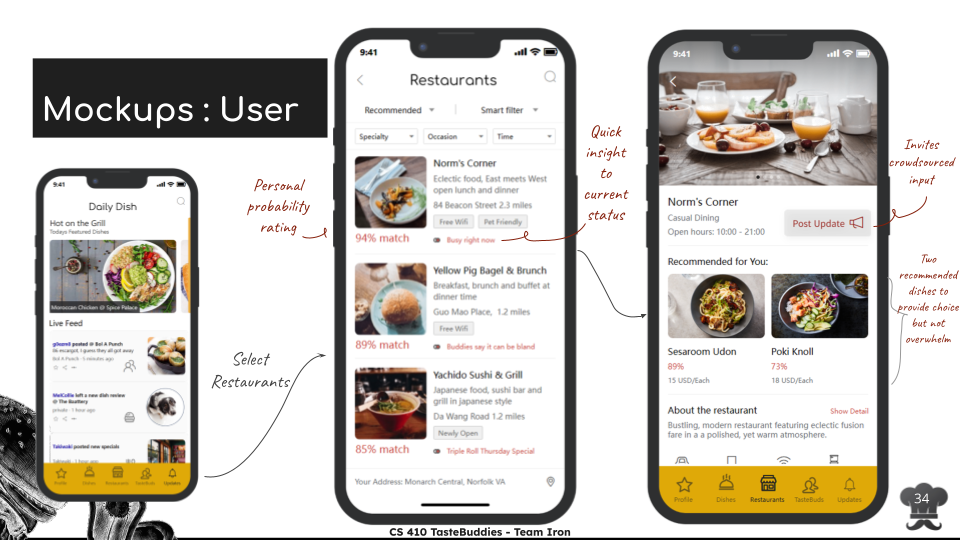 Mockups : User
9:41
Daily Dish
Hot on the Grill
Todays Featured Dishes
Moroccan Chicken @ Spice Palace
Live Feed
posted @ Bol A Punch
#6 escargot, I guess they all got away
Bol A Punch · 5 minutes ago
MelCollie left a new dish review
@ The Boattery
private · 1 hour ago
posted new specials
Profile
Dishes
Restaurants
TasteBuds
Updates
Select
Restaurants
Personal
probability
rating
9:41
Restaurants
Recommended
Smart filter
Specialty
Occasion
Time
Norm's Corner
Eclectic food, East meets West
open lunch and dinner
84 Beacon Street 2.3 miles
Free Wifi
Pet Friendly
94% match
Busy right now
Yellow Pig Bagel & Brunch
Breakfast, brunch and buffet at
dinner time
Guo Mao Place, 1.2 miles
Free Wifi
89% match
Buddies say it can be bland
Yachido Sushi & Grill
Japanese food, sushi bar and
grill in japanese style
Da Wang Road 1.2 miles
Newly Open
85% match
Triple Roll Thursday Special
Your Address: Monarch Central, Norfolk VA
Quick
insight
to
current
status
9:41
Norm's Corner
Casual Dining
Open hours: 10:00 - 21:00
Post Update
Recommended for You:
Sesaroom Udon
89%
15 USD/Each
Poki Knoll
73%
18 USD/Each
About the restaurant
Show Detail
Bustling, modern restaurant featuring eclectic fusion
fare in a a polished, yet warm atmosphere.
Profile
Dishes
Restaurants
TasteBuds
Updates
Invites
crowdsourced
input
Two
recommended
dishes to
provide choice
but not
overwhelm
34
CS 410 TasteBuddies - Team Iron